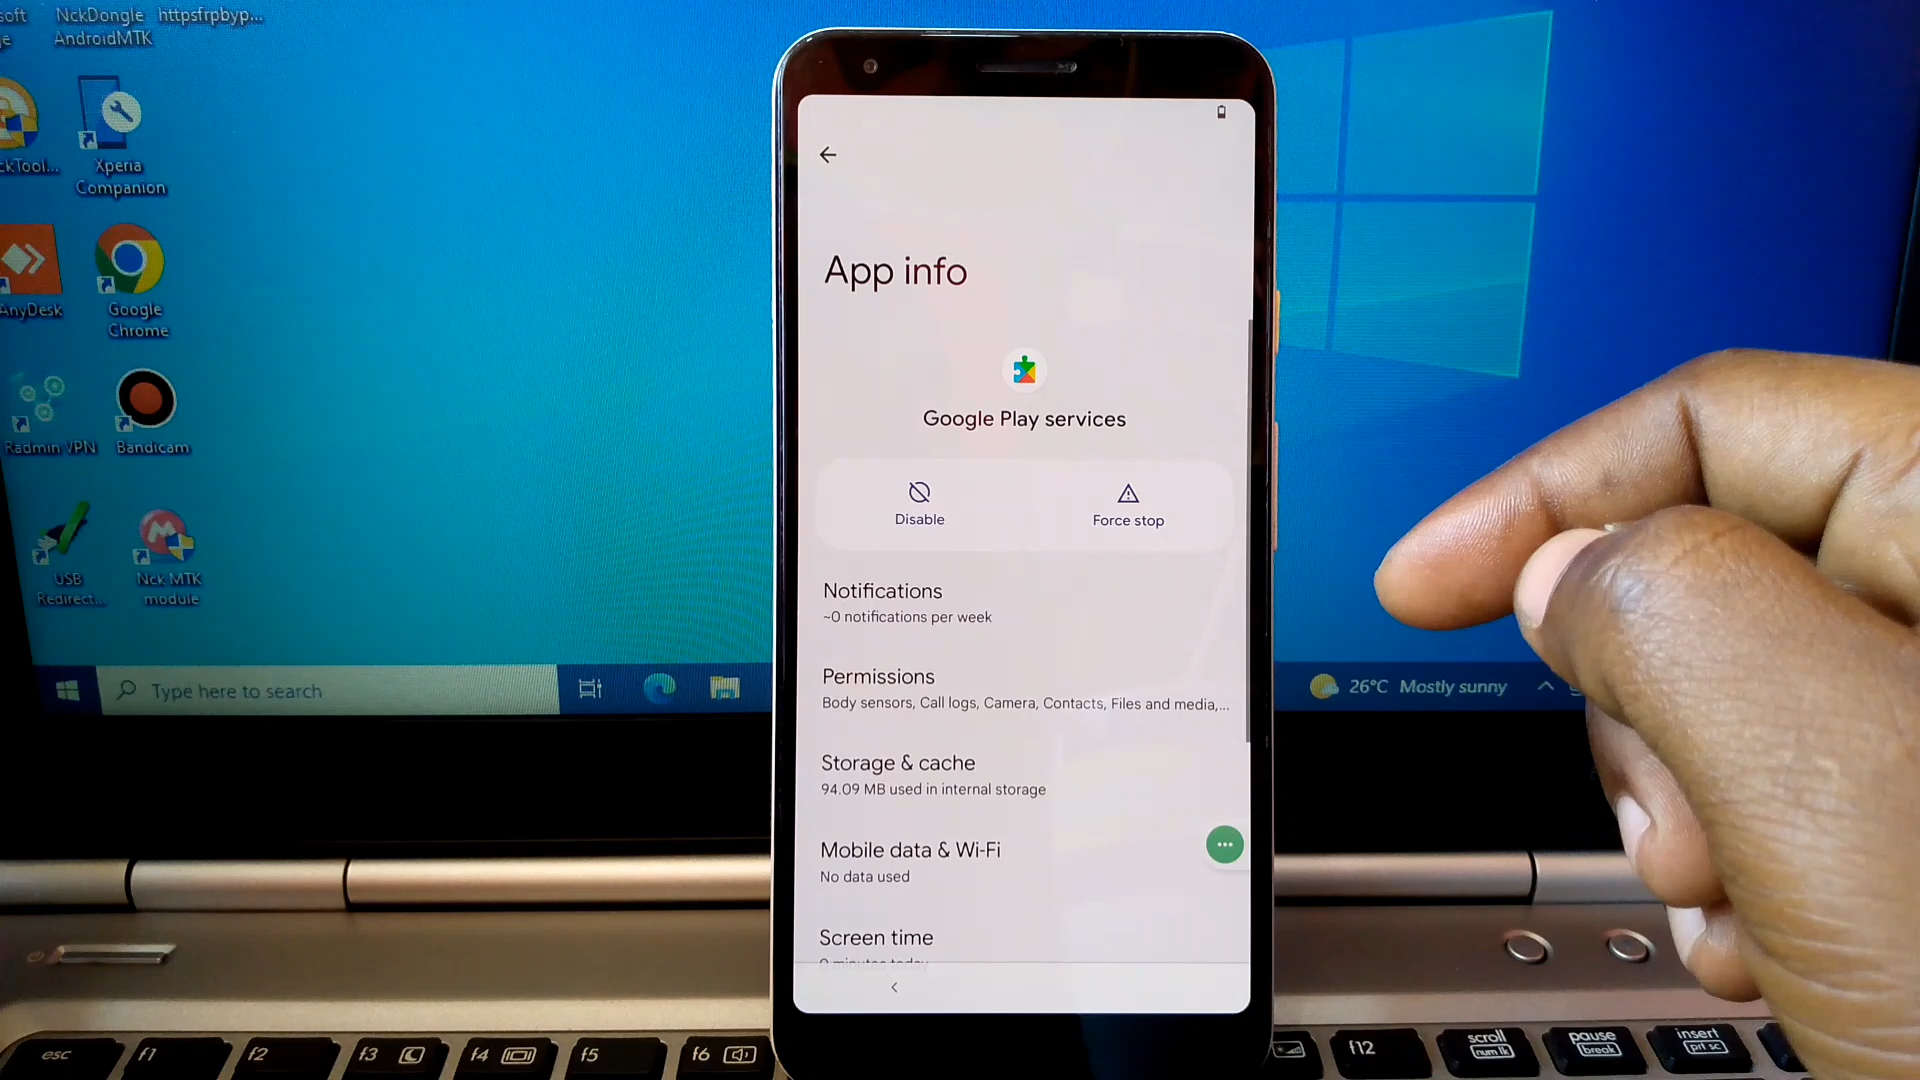 soft
NckDongle
AndroidMTK
httpsfrpbyp...
ckTool...
Xperia
Companion
AnyDesk
Google
Chrome
Radmin VPN
Bandicam
USB
Redirect...
Nck MTK
module
Type here to search
26°C Mostly sunny
App info
Google Play services
Disable
Force stop
Notifications
~0 notifications per week
Permissions
Body sensors, Call logs, Camera, Contacts, Files and media,...
Storage & cache
94.09 MB used in internal storage
Mobile data & Wi-Fi
No data used
Screen time
0 minutes today
esc
f1
f2
f3
f4
f5
f6
f12
scroll
num lk
pause
break
insert
prt sc